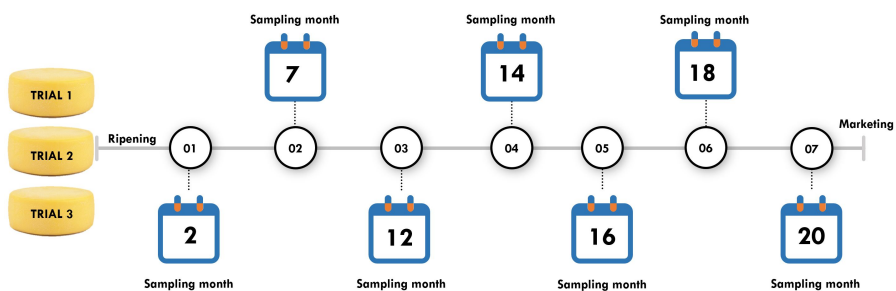 Sampling month
Sampling month
Sampling month
7
14
18
TRIAL 1
TRIAL 2
TRIAL 3
Ripening
Marketing
01
02
03
04
05
06
07
2
12
16
20
Sampling month
Sampling month
Sampling month
Sampling month